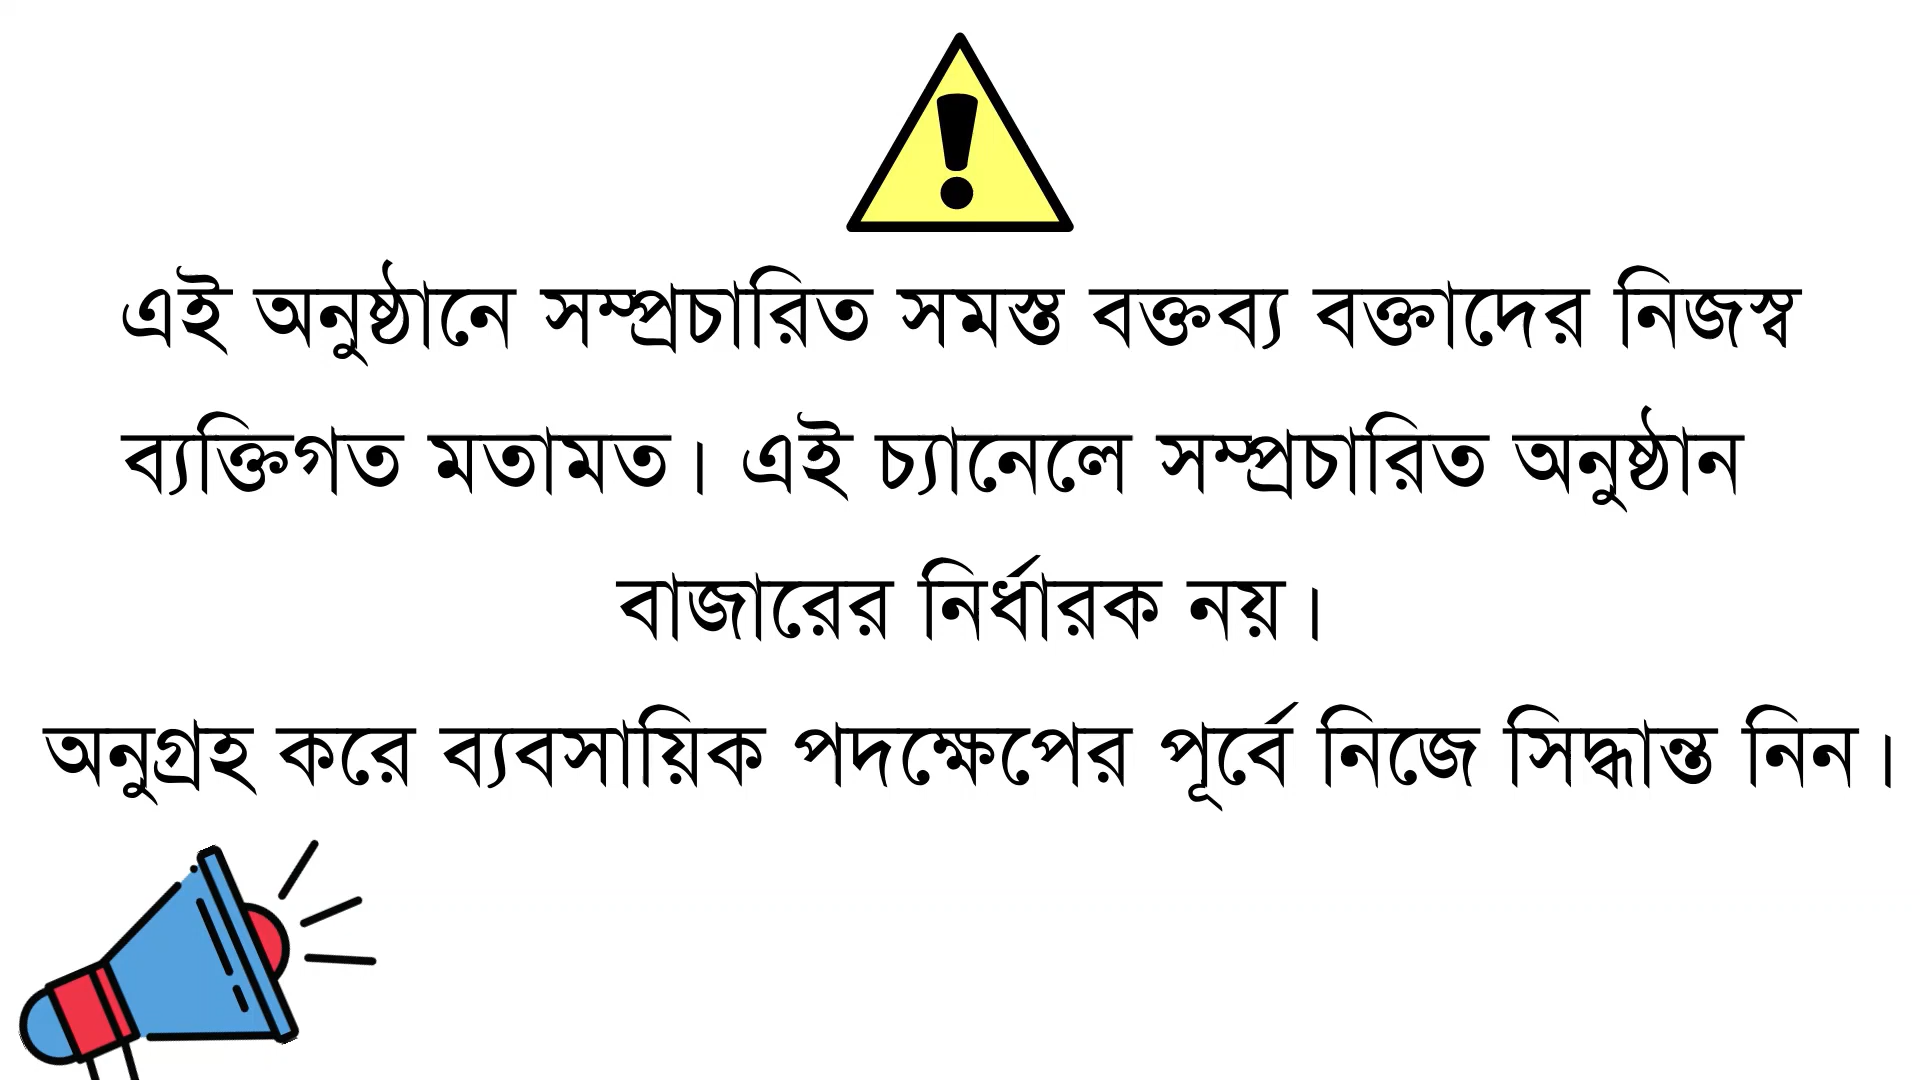 এই অনুষ্ঠানে সম্প্রচারিত সমস্ত বক্তব্য বক্তাদের নিজস্ব
ব্যক্তিগত মতামত। এই চ্যানেলে সম্প্রচারিত অনুষ্ঠান
বাজারের নির্ধারক নয়।
অনুগ্রহ করে ব্যবসায়িক পদক্ষেপের পূর্বে নিজে সিদ্ধান্ত নিন।